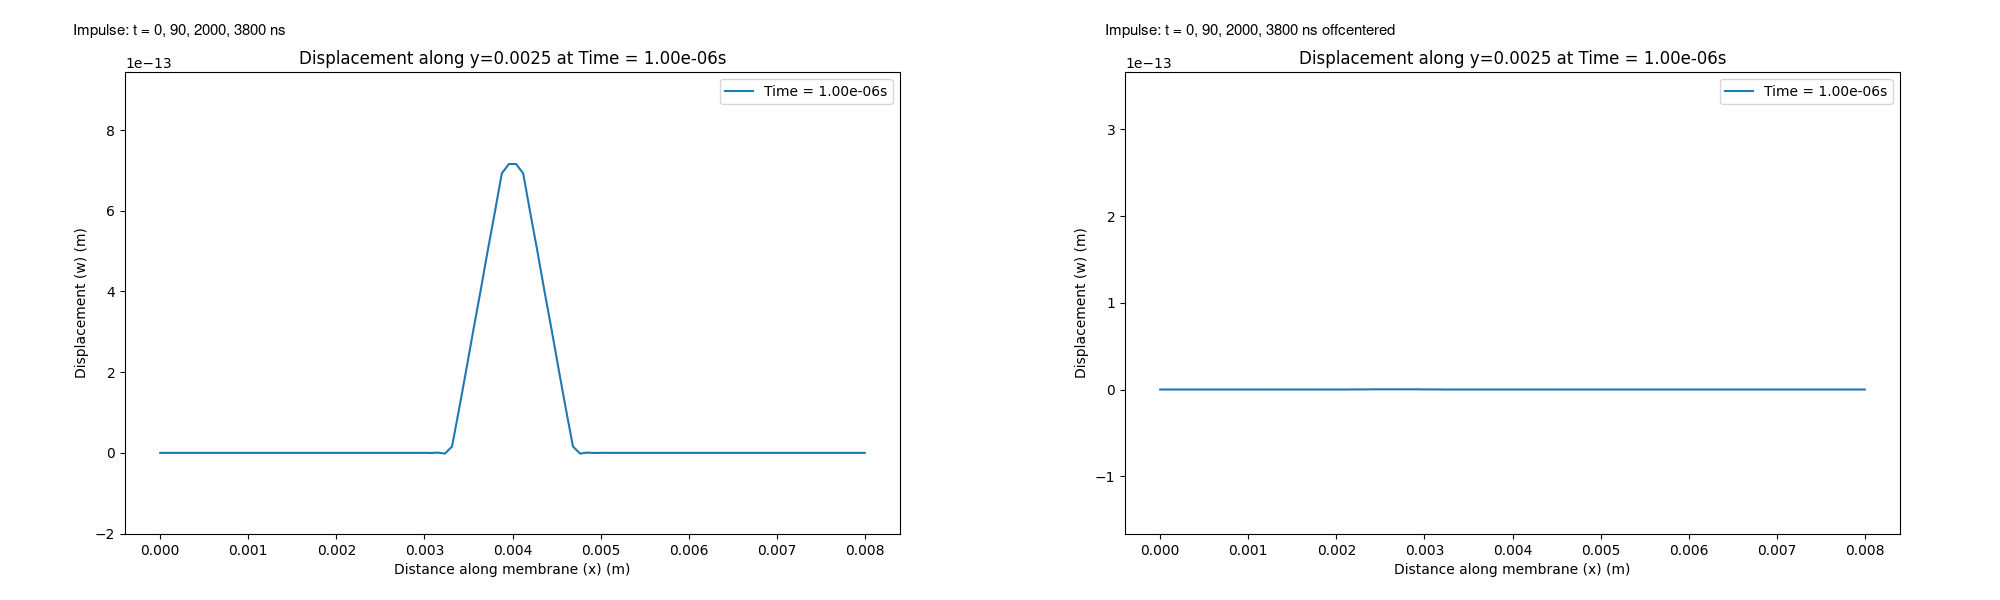 Impulse: t = 0, 90, 2000, 3800 ns
Displacement along y=0.0025 at Time = 1.00e-06s
1e−13
Time = 1.00e-06s
8
6
4
2
0
−2
Displacement (w) (m)
0.000 0.001 0.002 0.003 0.004 0.005 0.006 0.007 0.008
Distance along membrane (x) (m)
Impulse: t = 0, 90, 2000, 3800 ns offcentered
Displacement along y=0.0025 at Time = 1.00e-06s
1e−13
Time = 1.00e-06s
3
2
1
0
−1
Displacement (w) (m)
0.000 0.001 0.002 0.003 0.004 0.005 0.006 0.007 0.008
Distance along membrane (x) (m)